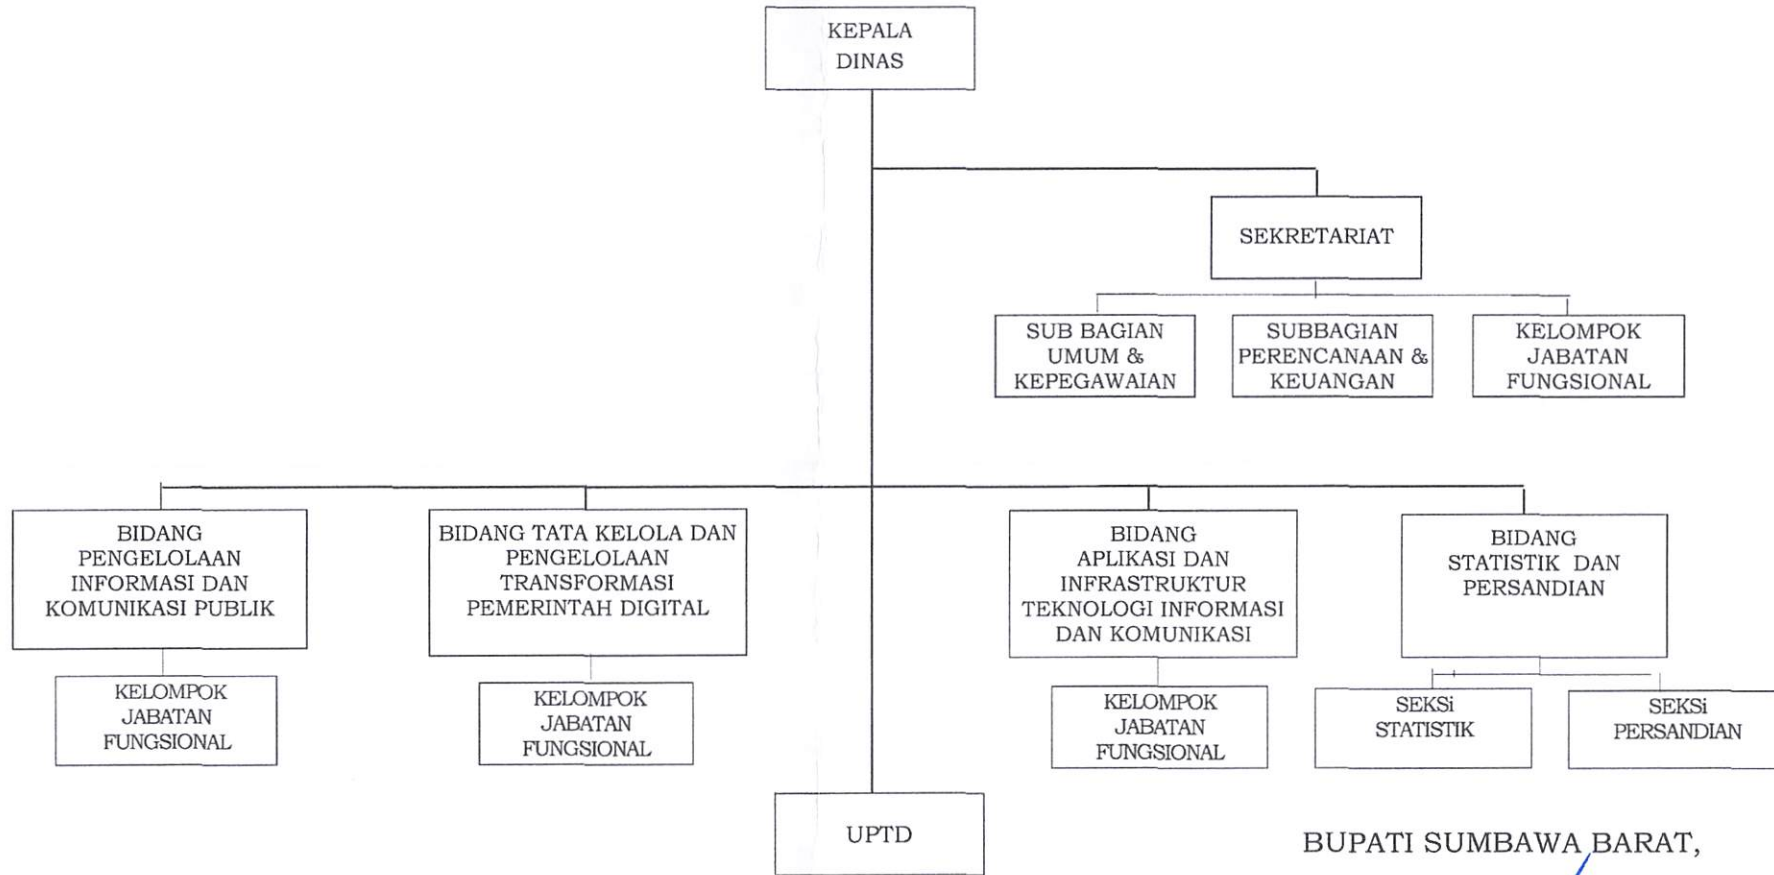 KEPALA
DINAS
SEKRETARIAT
SUB BAGIAN
UMUM &
KEPEGAWAIAN
SUBBAGIAN
PERENCANAAN &
KEUANGAN
KELOMPOK
JABATAN
FUNGSIONAL
BIDANG
PENGELOLAAN
INFORMASI DAN
KOMUNIKASI PUBLIK
BIDANG TATA KELOLA DAN
PENGELOLAAN
TRANSFORMASI
PEMERINTAH DIGITAL
BIDANG
APLIKASI DAN
INFRASTRUKTUR
TEKNOLOGI INFORMASI
DAN KOMUNIKASI
BIDANG
STATISTIK DAN
PERSANDIAN
KELOMPOK
JABATAN
FUNGSIONAL
KELOMPOK
JABATAN
FUNGSIONAL
KELOMPOK
JABATAN
FUNGSIONAL
SEKSi
STATISTIK
SEKSi
PERSANDIAN
UPTD
BUPATI SUMBAWA BARAT,